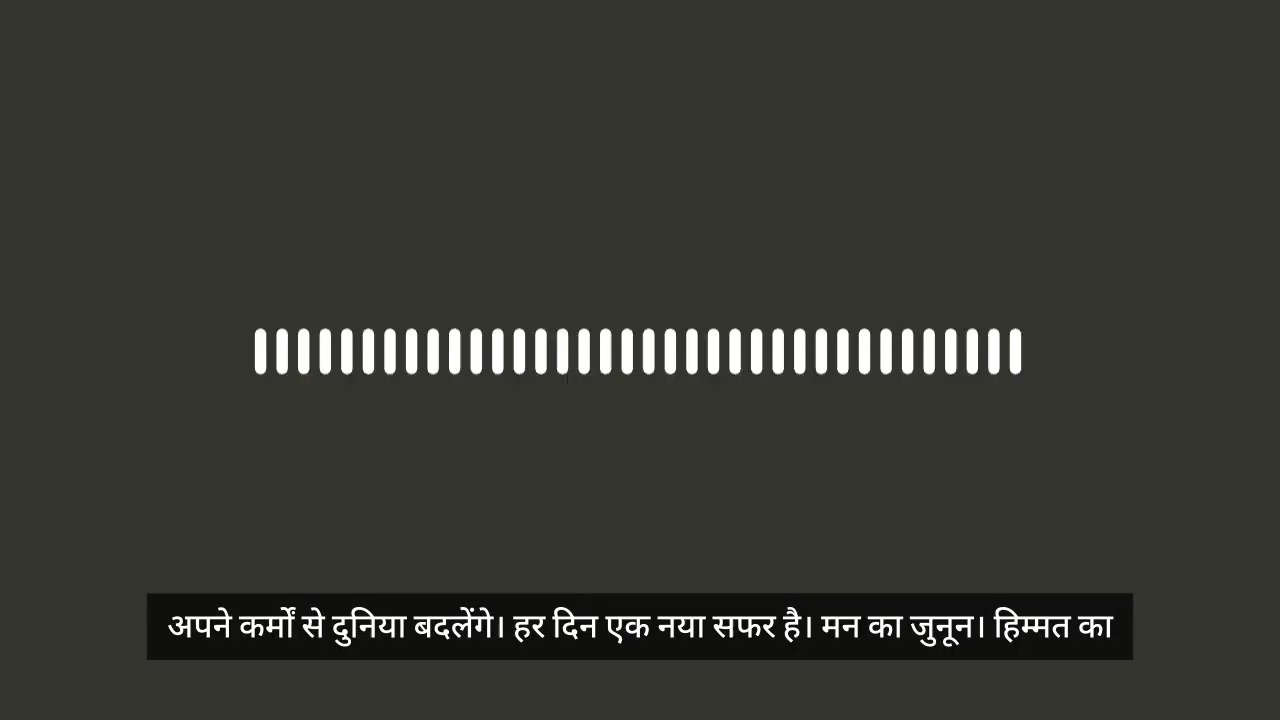 अपने कर्मों से दुनिया बदलेंगे। हर दिन एक नया सफर है। मन का जुनून। हिम्मत का